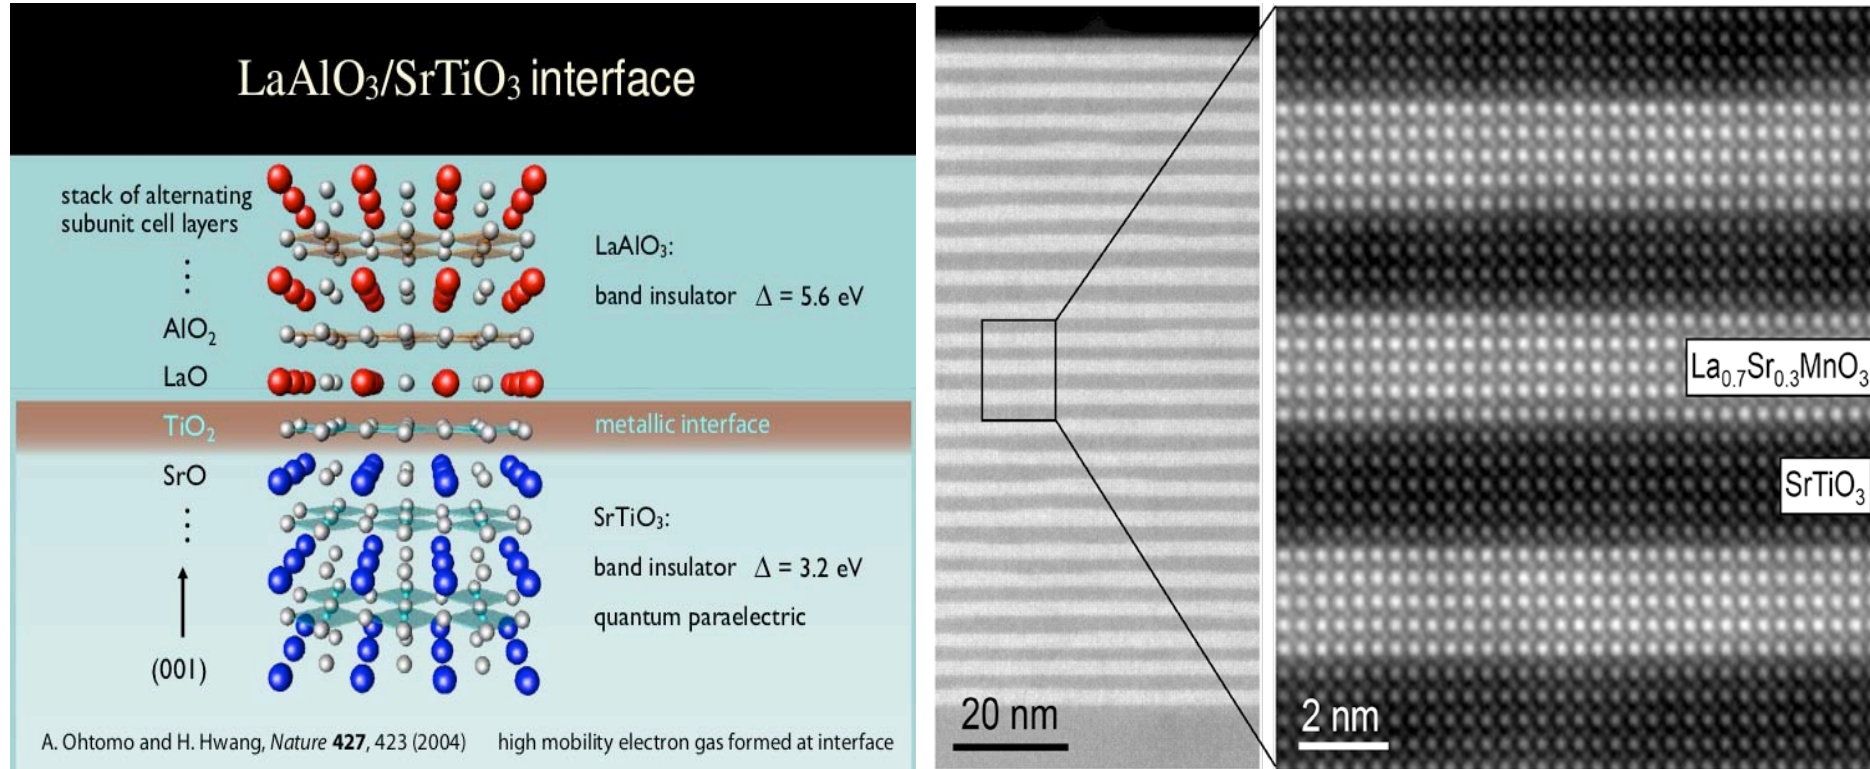 LaAlO₃/SrTiO₃ interface
stack of alternating
subunit cell layers
⋮
AlO₂
LaO
TiO₂
SrO
⋮
(001)
LaAlO₃:
band insulator Δ = 5.6 eV
metallic interface
SrTiO₃:
band insulator Δ = 3.2 eV
quantum paraelectric
A. Ohtomo and H. Hwang, Nature 427, 423 (2004) high mobility electron gas formed at interface
20 nm
La₀.₇Sr₀.₃MnO₃
SrTiO₃
2 nm